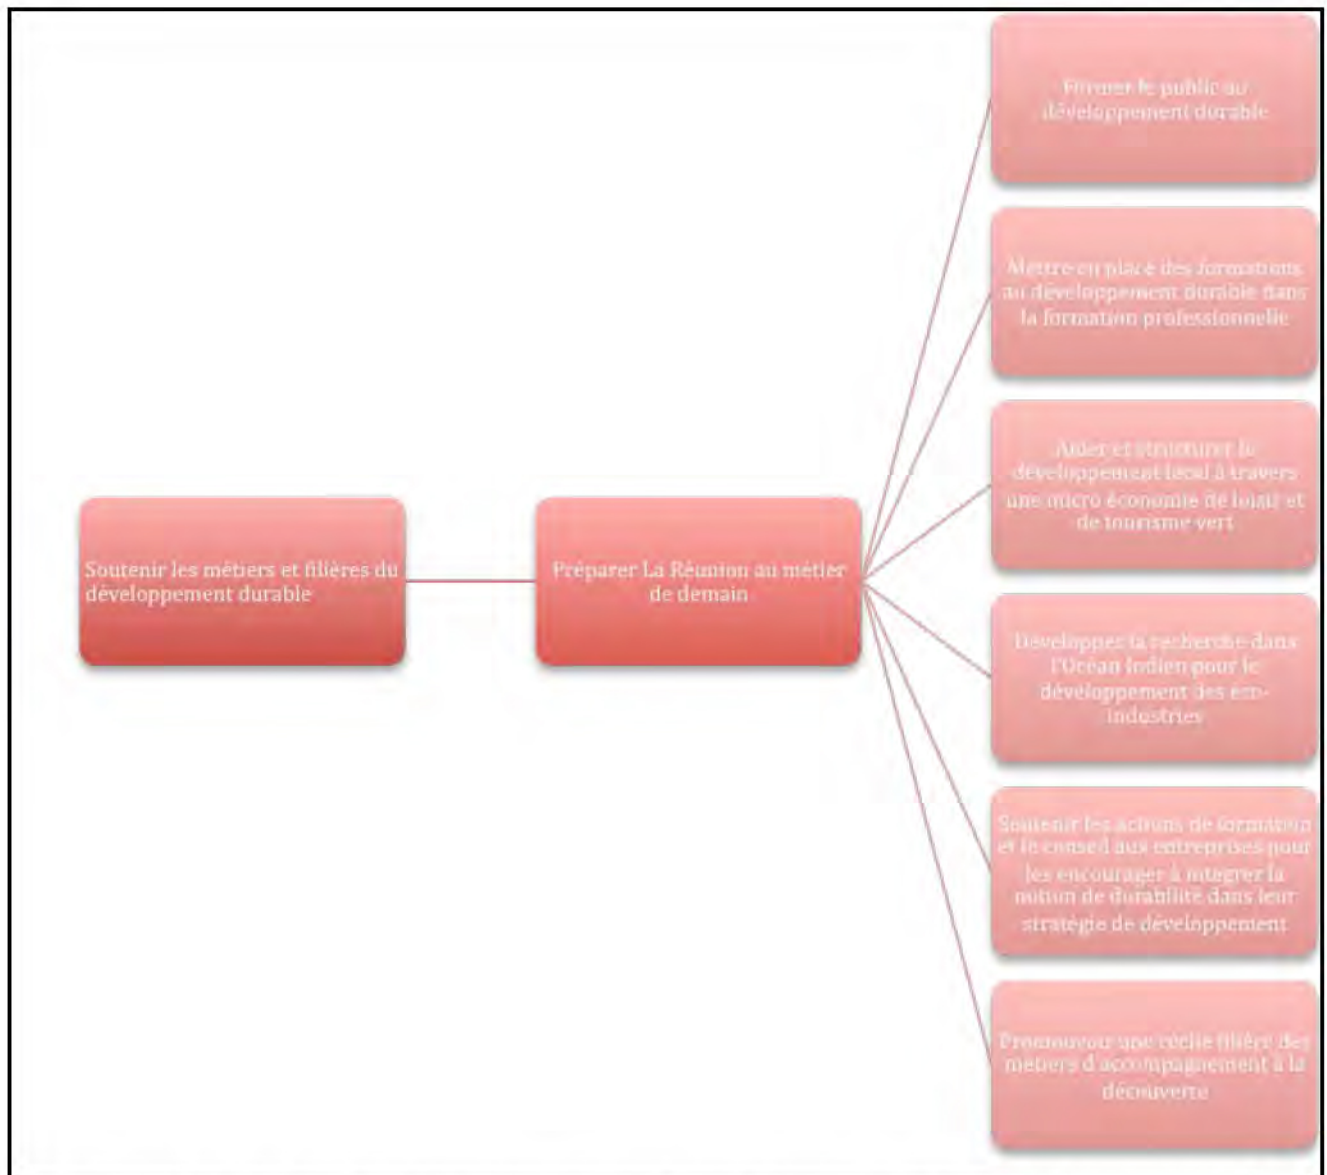 Soutenir les métiers et filières du
développement durable
Préparer La Réunion au métier
de demain
Former le public au
développement durable
Mettre en place des formations
au développement durable dans
la formation professionnelle
Aider et structurer le
développement local à travers
une micro économie de loisir et
de tourisme vert
Développer la recherche dans
l'Océan Indien pour le
développement des éco-
industries
Soutenir les actions de formation
et le conseil aux entreprises pour
les encourager à intégrer la
notion de durabilité dans leur
stratégie de développement
Promouvoir une réelle filière des
métiers d'accompagnement à la
découverte